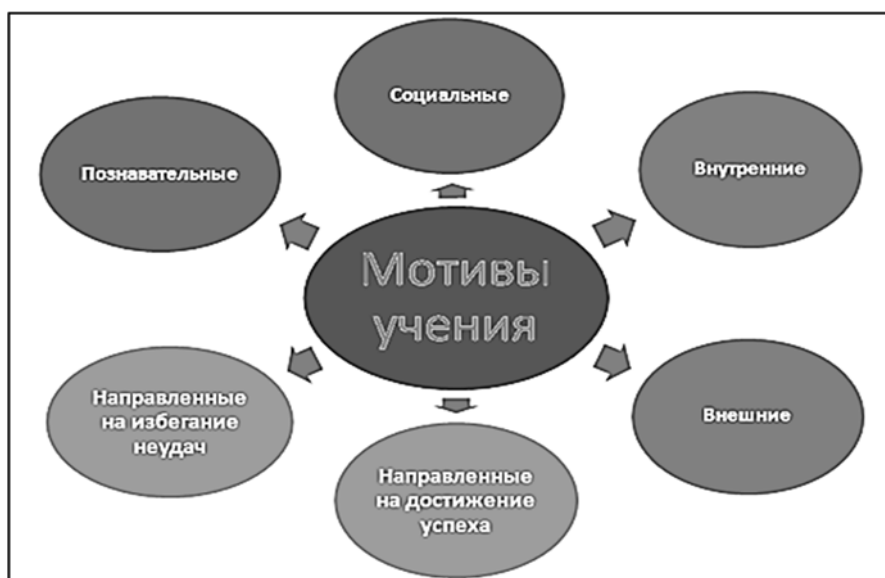 Социальные
Познавательные
Внутренние
Мотивы
учения
Направленные
на избегание
неудач
Внешние
Направленные
на достижение
успеха